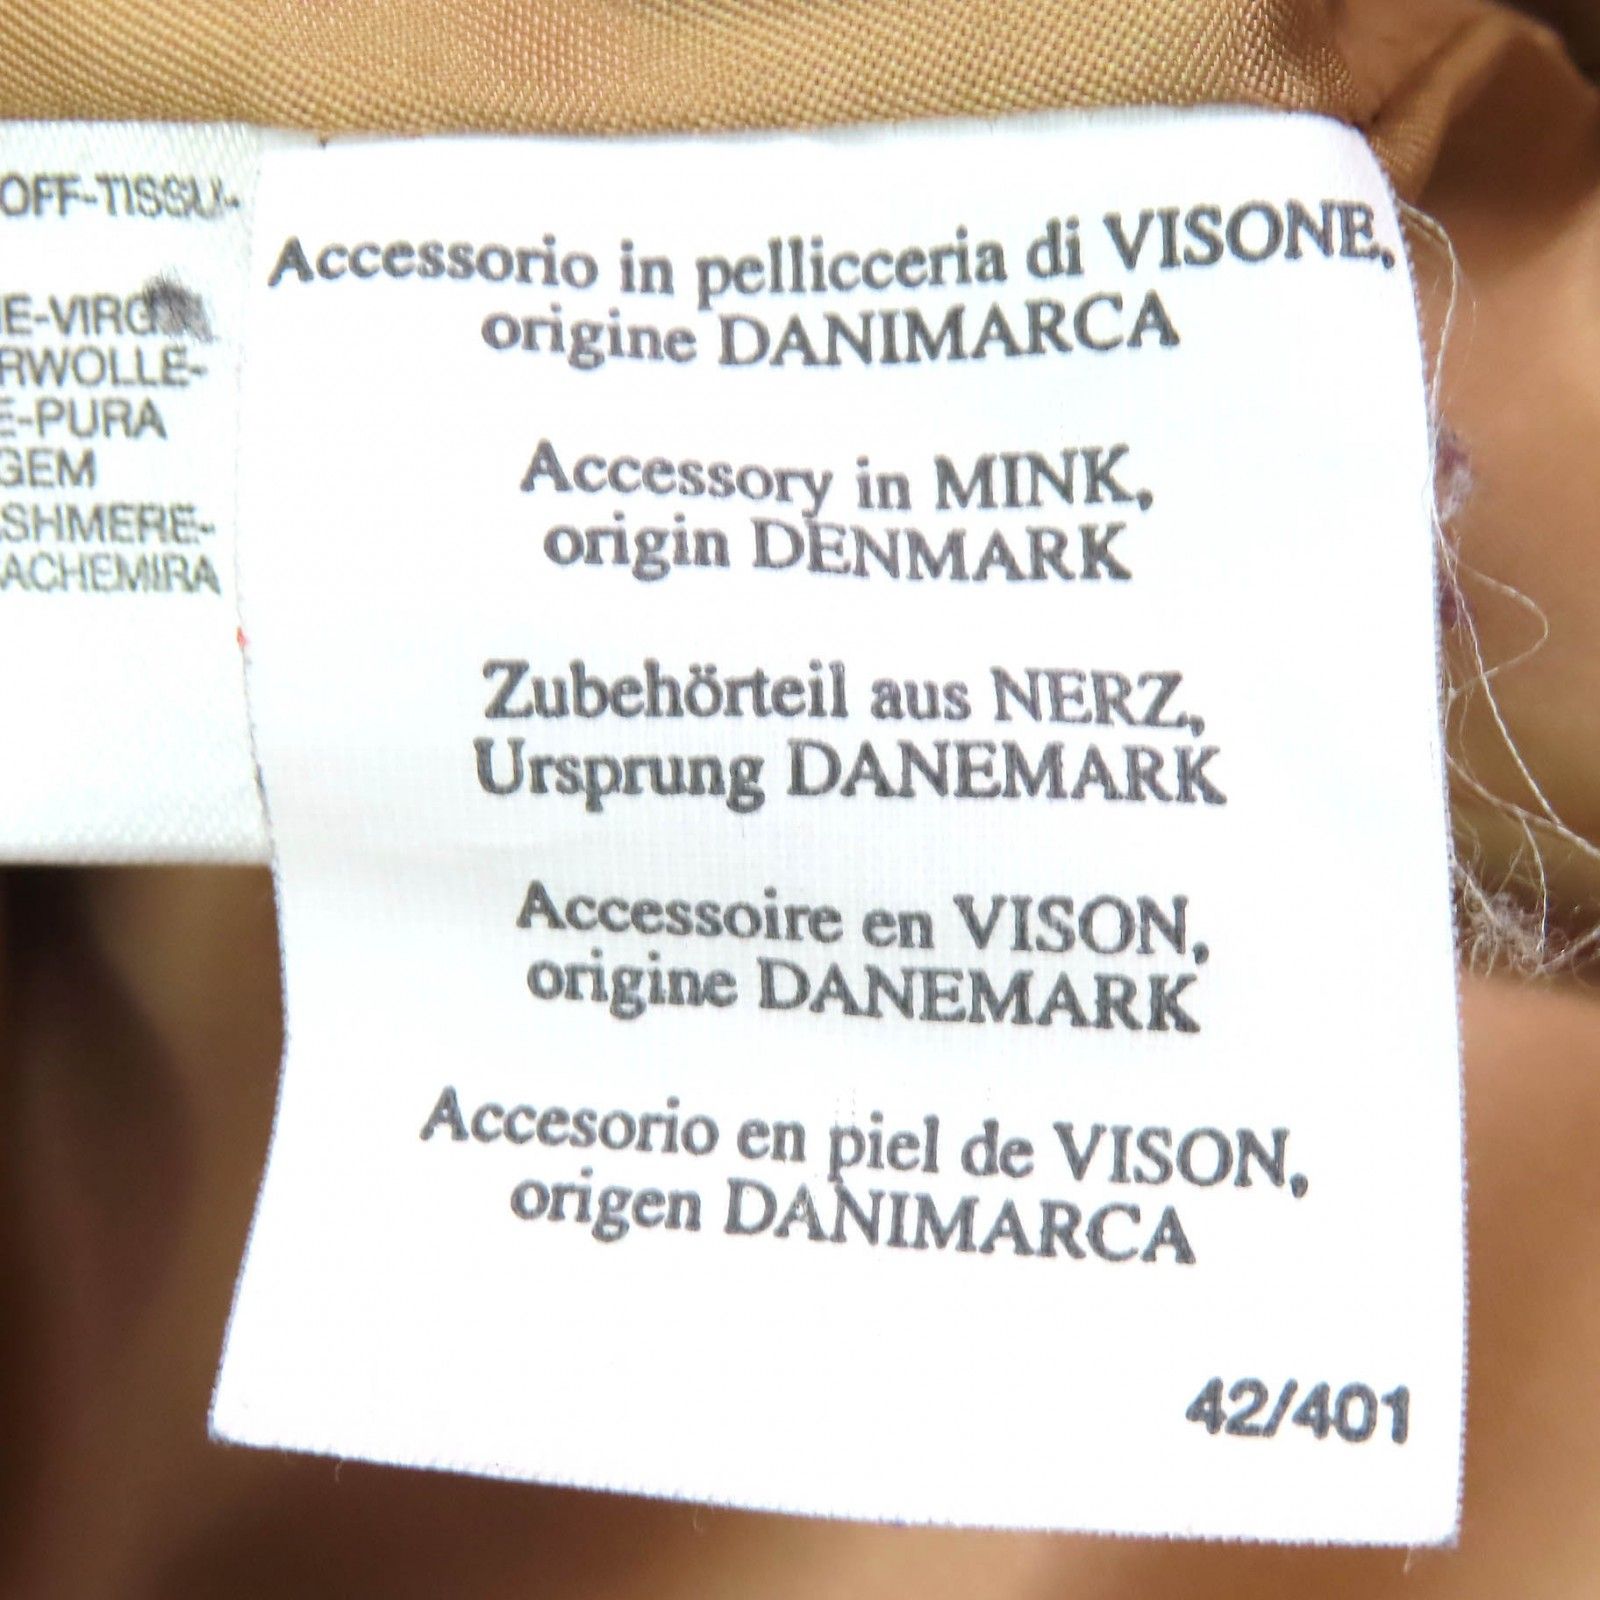 OFF-TISSU-
E-VIRG
RWOLLE-
E-PURA
GEM
SHMERE-
ACHEMIRA
Accessorio in pellicceria di VISONE,
origine DANIMARCA
Accessory in MINK,
origin DENMARK
Zubehörteil aus NERZ,
Ursprung DANEMARK
Accessoire en VISON,
origine DANEMARK
Accesorio en piel de VISON,
origen DANIMARCA
42/401